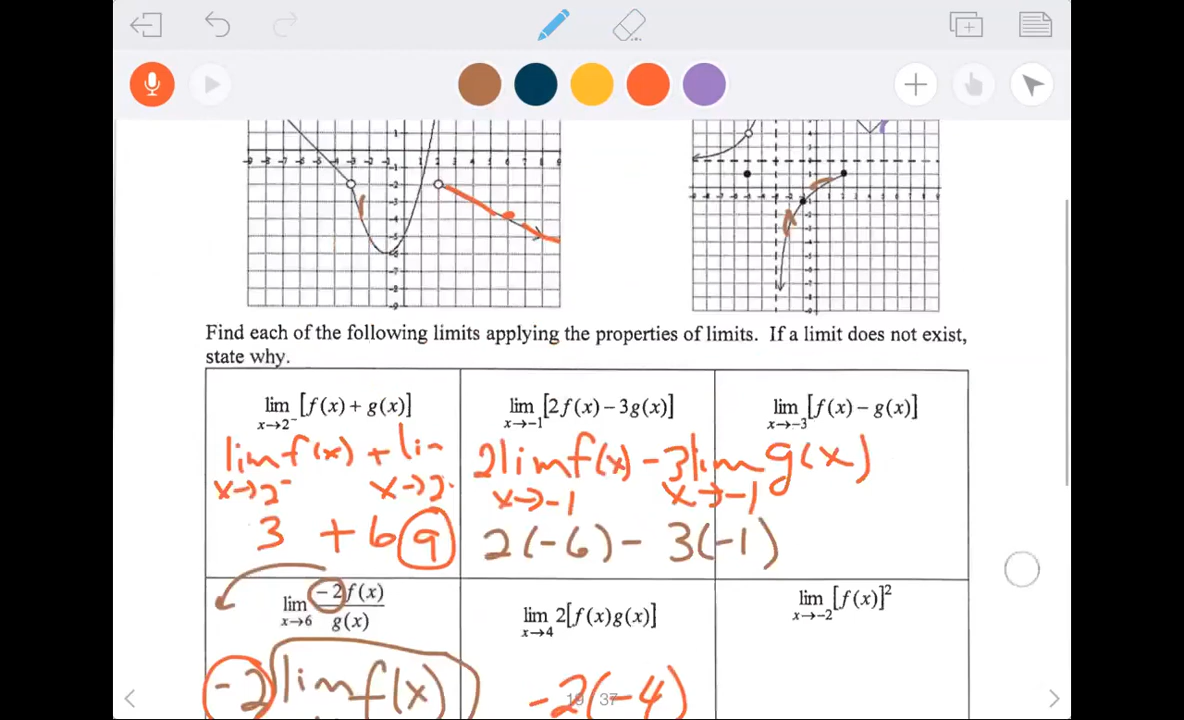 Find each of the following limits applying the properties of limits. If a limit does not exist,
state why.
lim [f(x) + g(x)]
x→2⁻
lim [2f(x) – 3g(x)]
x→-1
lim [f(x) – g(x)]
x→-3
lim f(x) + lim
x→2⁻ x→2
3 + 6 9
2 lim f(x) - 3 lim g(x)
x→-1 x→-1
2(-6) - 3(-1)
lim -2f(x) / g(x)
x→6
lim 2[f(x)g(x)]
x→4
lim [f(x)]²
x→-2
-2 lim f(x)
-2(-4)
19 / 37